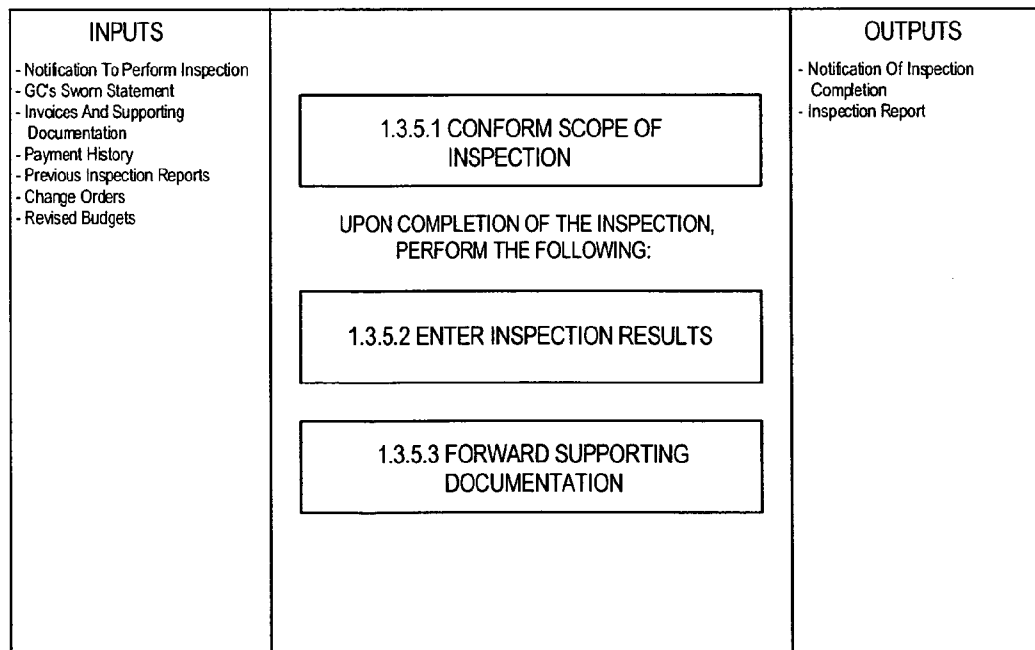 INPUTS
- Notification To Perform Inspection
- GC's Sworn Statement
- Invoices And Supporting
Documentation
- Payment History
- Previous Inspection Reports
- Change Orders
- Revised Budgets
1.3.5.1 CONFORM SCOPE OF
INSPECTION
UPON COMPLETION OF THE INSPECTION,
PERFORM THE FOLLOWING:
1.3.5.2 ENTER INSPECTION RESULTS
1.3.5.3 FORWARD SUPPORTING
DOCUMENTATION
OUTPUTS
- Notification Of Inspection
Completion
- Inspection Report